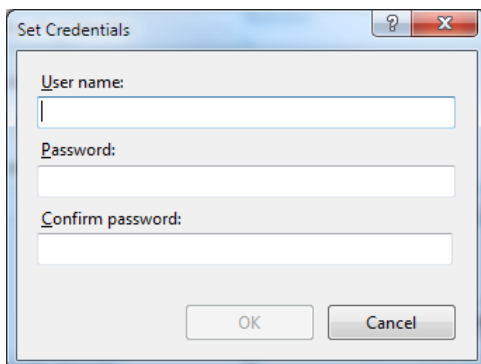 Set Credentials
User name:
Password:
Confirm password:
OK Cancel